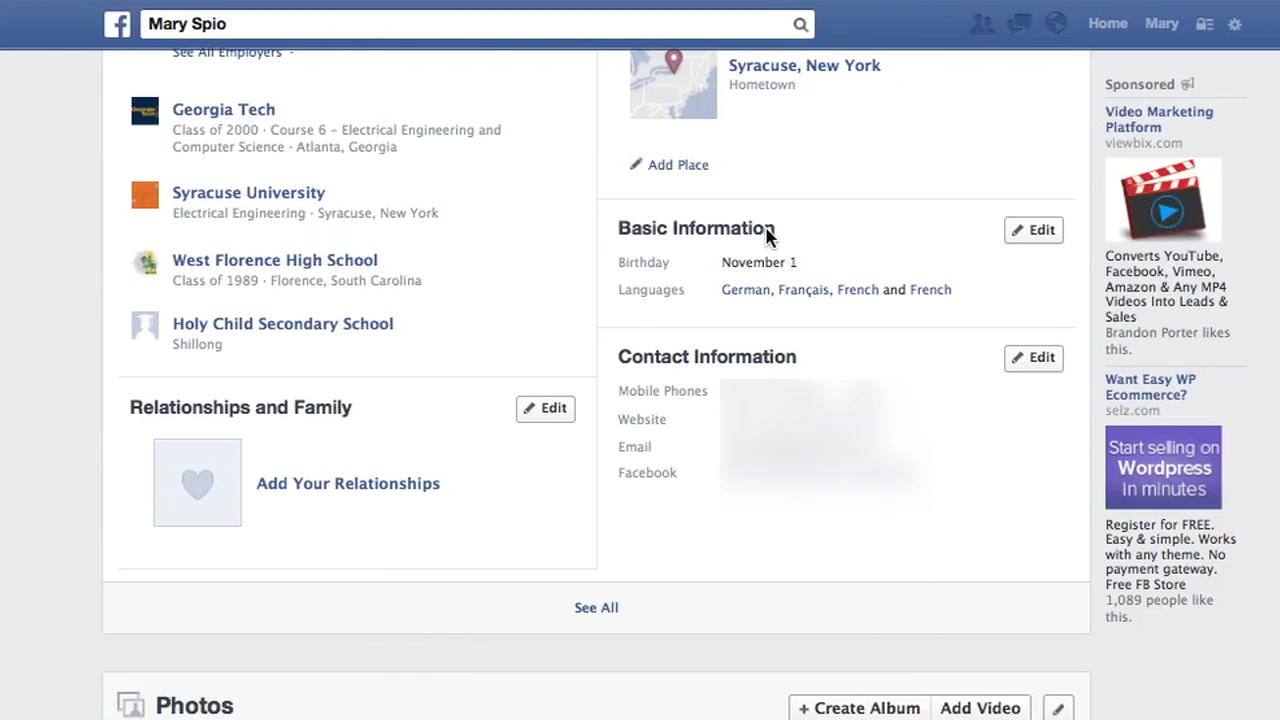 Mary Spio
Home
Mary
See All Employers
Georgia Tech
Class of 2000 · Course 6 – Electrical Engineering and
Computer Science · Atlanta, Georgia
Syracuse University
Electrical Engineering · Syracuse, New York
West Florence High School
Class of 1989 · Florence, South Carolina
Holy Child Secondary School
Shillong
Relationships and Family
Edit
Add Your Relationships
Syracuse, New York
Hometown
Add Place
Basic Information
Edit
Birthday November 1
Languages German, Français, French and French
Contact Information
Edit
Mobile Phones
Website
Email
Facebook
See All
Photos
+ Create Album
Add Video
Sponsored
Video Marketing
Platform
viewbix.com
Converts YouTube,
Facebook, Vimeo,
Amazon & Any MP4
Videos Into Leads &
Sales
Brandon Porter likes
this.
Want Easy WP
Ecommerce?
selz.com
Start selling on
Wordpress
In minutes
Register for FREE.
Easy & simple. Works
with any theme. No
payment gateway.
Free FB Store
1,089 people like
this.